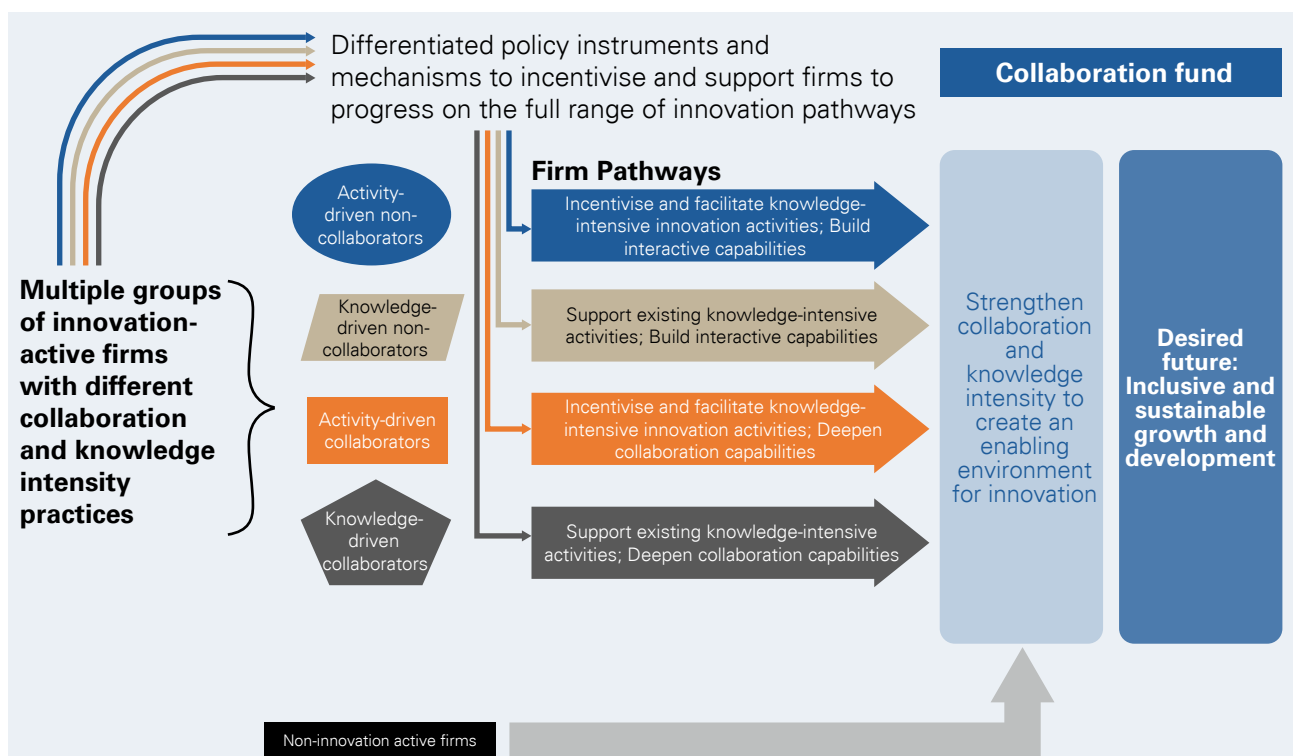 Differentiated policy instruments and
mechanisms to incentivise and support firms to
progress on the full range of innovation pathways
Collaboration fund
Multiple groups
of innovation-
active firms
with different
collaboration
and knowledge
intensity
practices
Activity-
driven non-
collaborators
Knowledge-
driven non-
collaborators
Activity-driven
collaborators
Knowledge-
driven
collaborators
Firm Pathways
Incentivise and facilitate knowledge-
intensive innovation activities; Build
interactive capabilities
Support existing knowledge-intensive
activities; Build interactive capabilities
Incentivise and facilitate knowledge-
intensive innovation activities; Deepen
collaboration capabilities
Support existing knowledge-intensive
activities; Deepen collaboration capabilities
Strengthen
collaboration
and
knowledge
intensity to
create an
enabling
environment
for innovation
Desired
future:
Inclusive and
sustainable
growth and
development
Non-innovation active firms